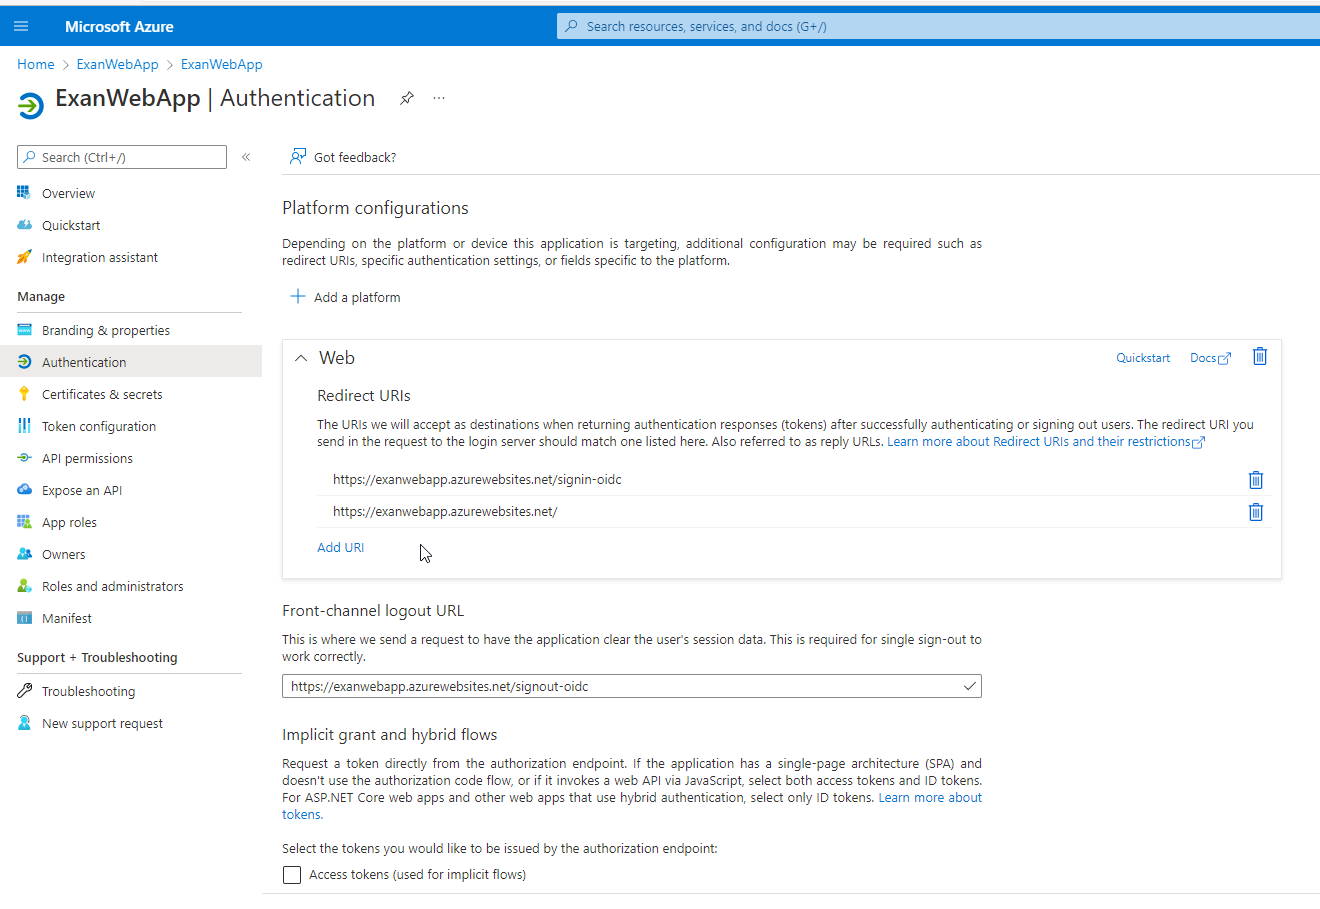 Microsoft Azure
Search resources, services, and docs (G+/)
Home > ExanWebApp > ExanWebApp
ExanWebApp | Authentication
Search (Ctrl+/)
Overview
Quickstart
Integration assistant
Manage
Branding & properties
Authentication
Certificates & secrets
Token configuration
API permissions
Expose an API
App roles
Owners
Roles and administrators
Manifest
Support + Troubleshooting
Troubleshooting
New support request
Got feedback?
Platform configurations
Depending on the platform or device this application is targeting, additional configuration may be required such as
redirect URIs, specific authentication settings, or fields specific to the platform.
Add a platform
Web
Quickstart
Docs
Redirect URIs
The URIs we will accept as destinations when returning authentication responses (tokens) after successfully authenticating or signing out users. The redirect URI you
send in the request to the login server should match one listed here. Also referred to as reply URLs. Learn more about Redirect URIs and their restrictions
https://exanwebapp.azurewebsites.net/signin-oidc
https://exanwebapp.azurewebsites.net/
Add URI
Front-channel logout URL
This is where we send a request to have the application clear the user's session data. This is required for single sign-out to
work correctly.
https://exanwebapp.azurewebsites.net/signout-oidc
Implicit grant and hybrid flows
Request a token directly from the authorization endpoint. If the application has a single-page architecture (SPA) and
doesn't use the authorization code flow, or if it invokes a web API via JavaScript, select both access tokens and ID tokens.
For ASP.NET Core web apps and other web apps that use hybrid authentication, select only ID tokens. Learn more about
tokens.
Select the tokens you would like to be issued by the authorization endpoint:
Access tokens (used for implicit flows)